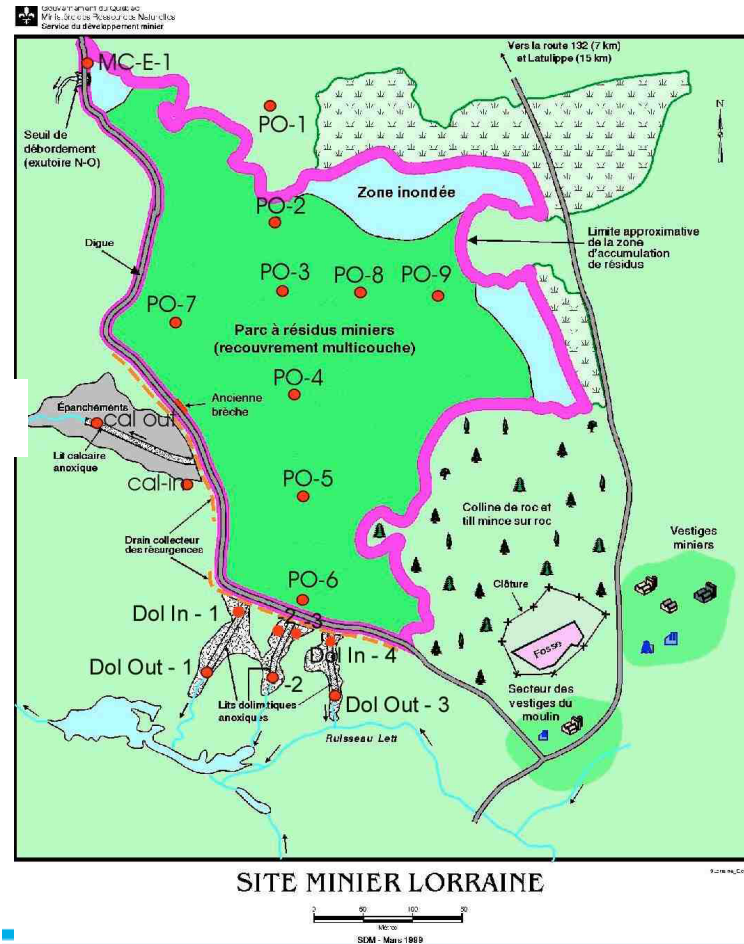 Gouvernement du Québec
Ministère des Ressources Naturelles
Service du développement minier
Vers la route 132 (7 km)
et Latulippe (15 km)
MC-E-1
PO-1
N
Seuil de
débordement
(exutoire N-O)
Zone inondée
PO-2
Limite approximative
de la zone
d'accumulation
de résidus
Digue
PO-3
PO-8
PO-9
PO-7
Parc à résidus miniers
(recouvrement multicouche)
PO-4
Ancienne
brèche
Épanchements
cal out
Lit calcaire
anoxique
cal-in
PO-5
Colline de roc et
till mince sur roc
Vestiges
miniers
Drain collecteur
des résurgences
PO-6
Clôture
Dol In - 1
-2
-3
Dol In - 4
Fosse
Dol Out - 1
-2
Lits dolimitiques
anoxiques
Dol Out - 3
Secteur des
vestiges du
moulin
Ruisseau Lett
SITE MINIER LORRAINE
0 50 100 50
Mètres
SDM - Mars 1999